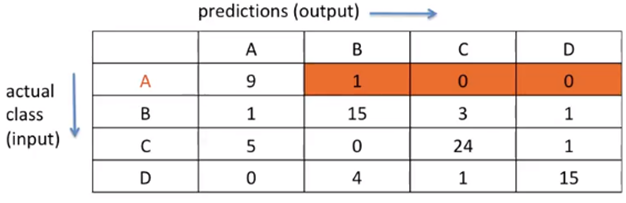 predictions (output)
A B C D
A 9 1 0 0
B 1 15 3 1
C 5 0 24 1
D 0 4 1 15
actual
class
(input)